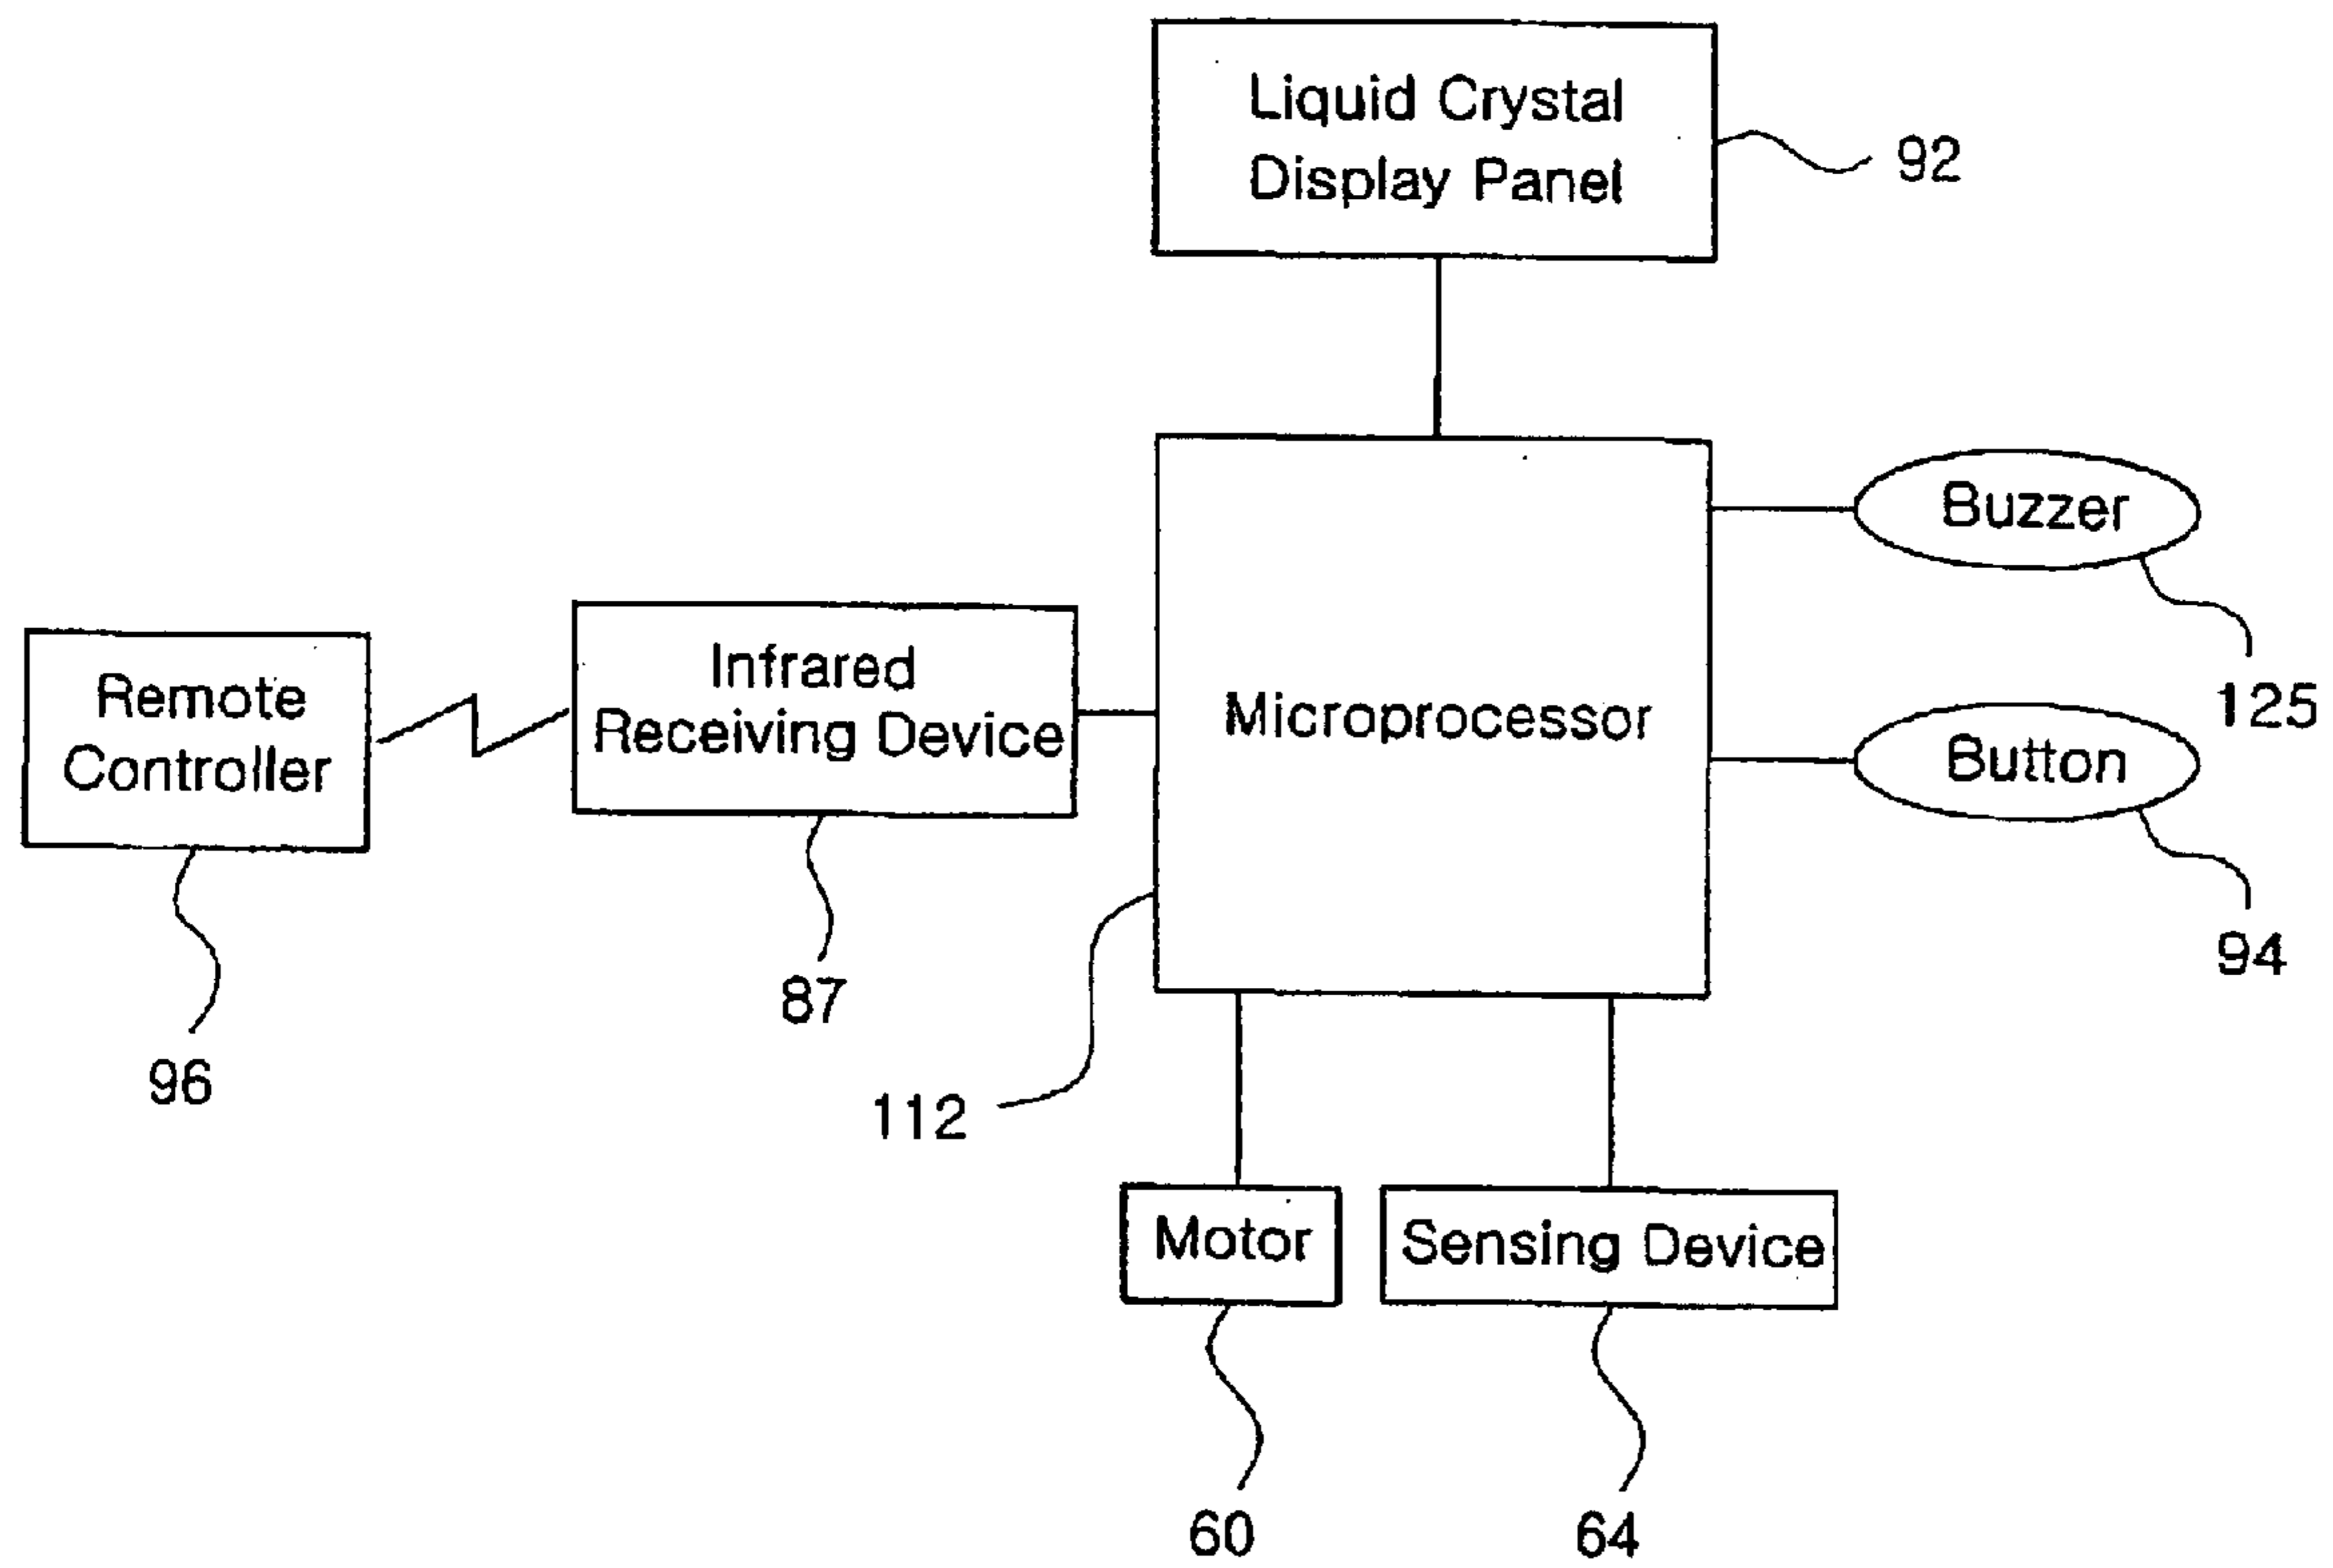 Liquid Crystal
Display Panel
92
Buzzer
125
Infrared
Receiving Device
87
Remote
Controller
96
Microprocessor
112
Button
94
Motor
60
Sensing Device
64